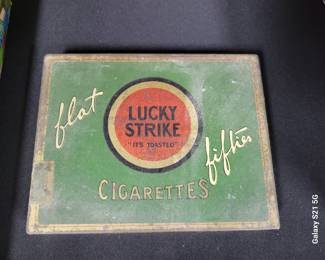 flat
LUCKY
STRIKE
"IT'S TOASTED"
fifties
CIGARETTES
Galaxy S21 5G